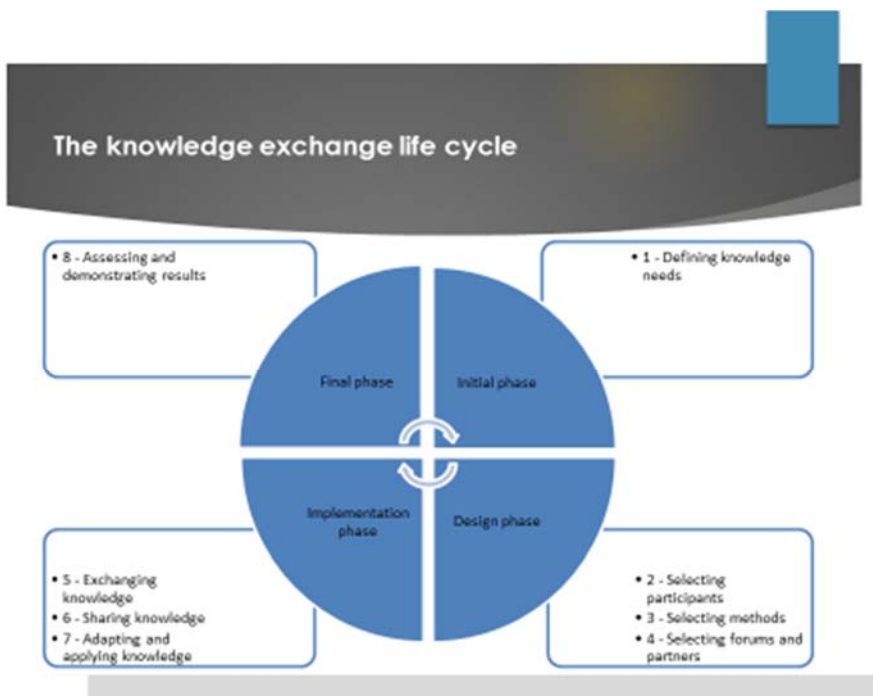 The knowledge exchange life cycle
• 8 - Assessing and
demonstrating results
• 1 - Defining knowledge
needs
Final phase
Initial phase
Implementation
phase
Design phase
• 5 - Exchanging
knowledge
• 6 - Sharing knowledge
• 7 - Adapting and
applying knowledge
• 2 - Selecting
participants
• 3 - Selecting methods
• 4 - Selecting forums and
partners